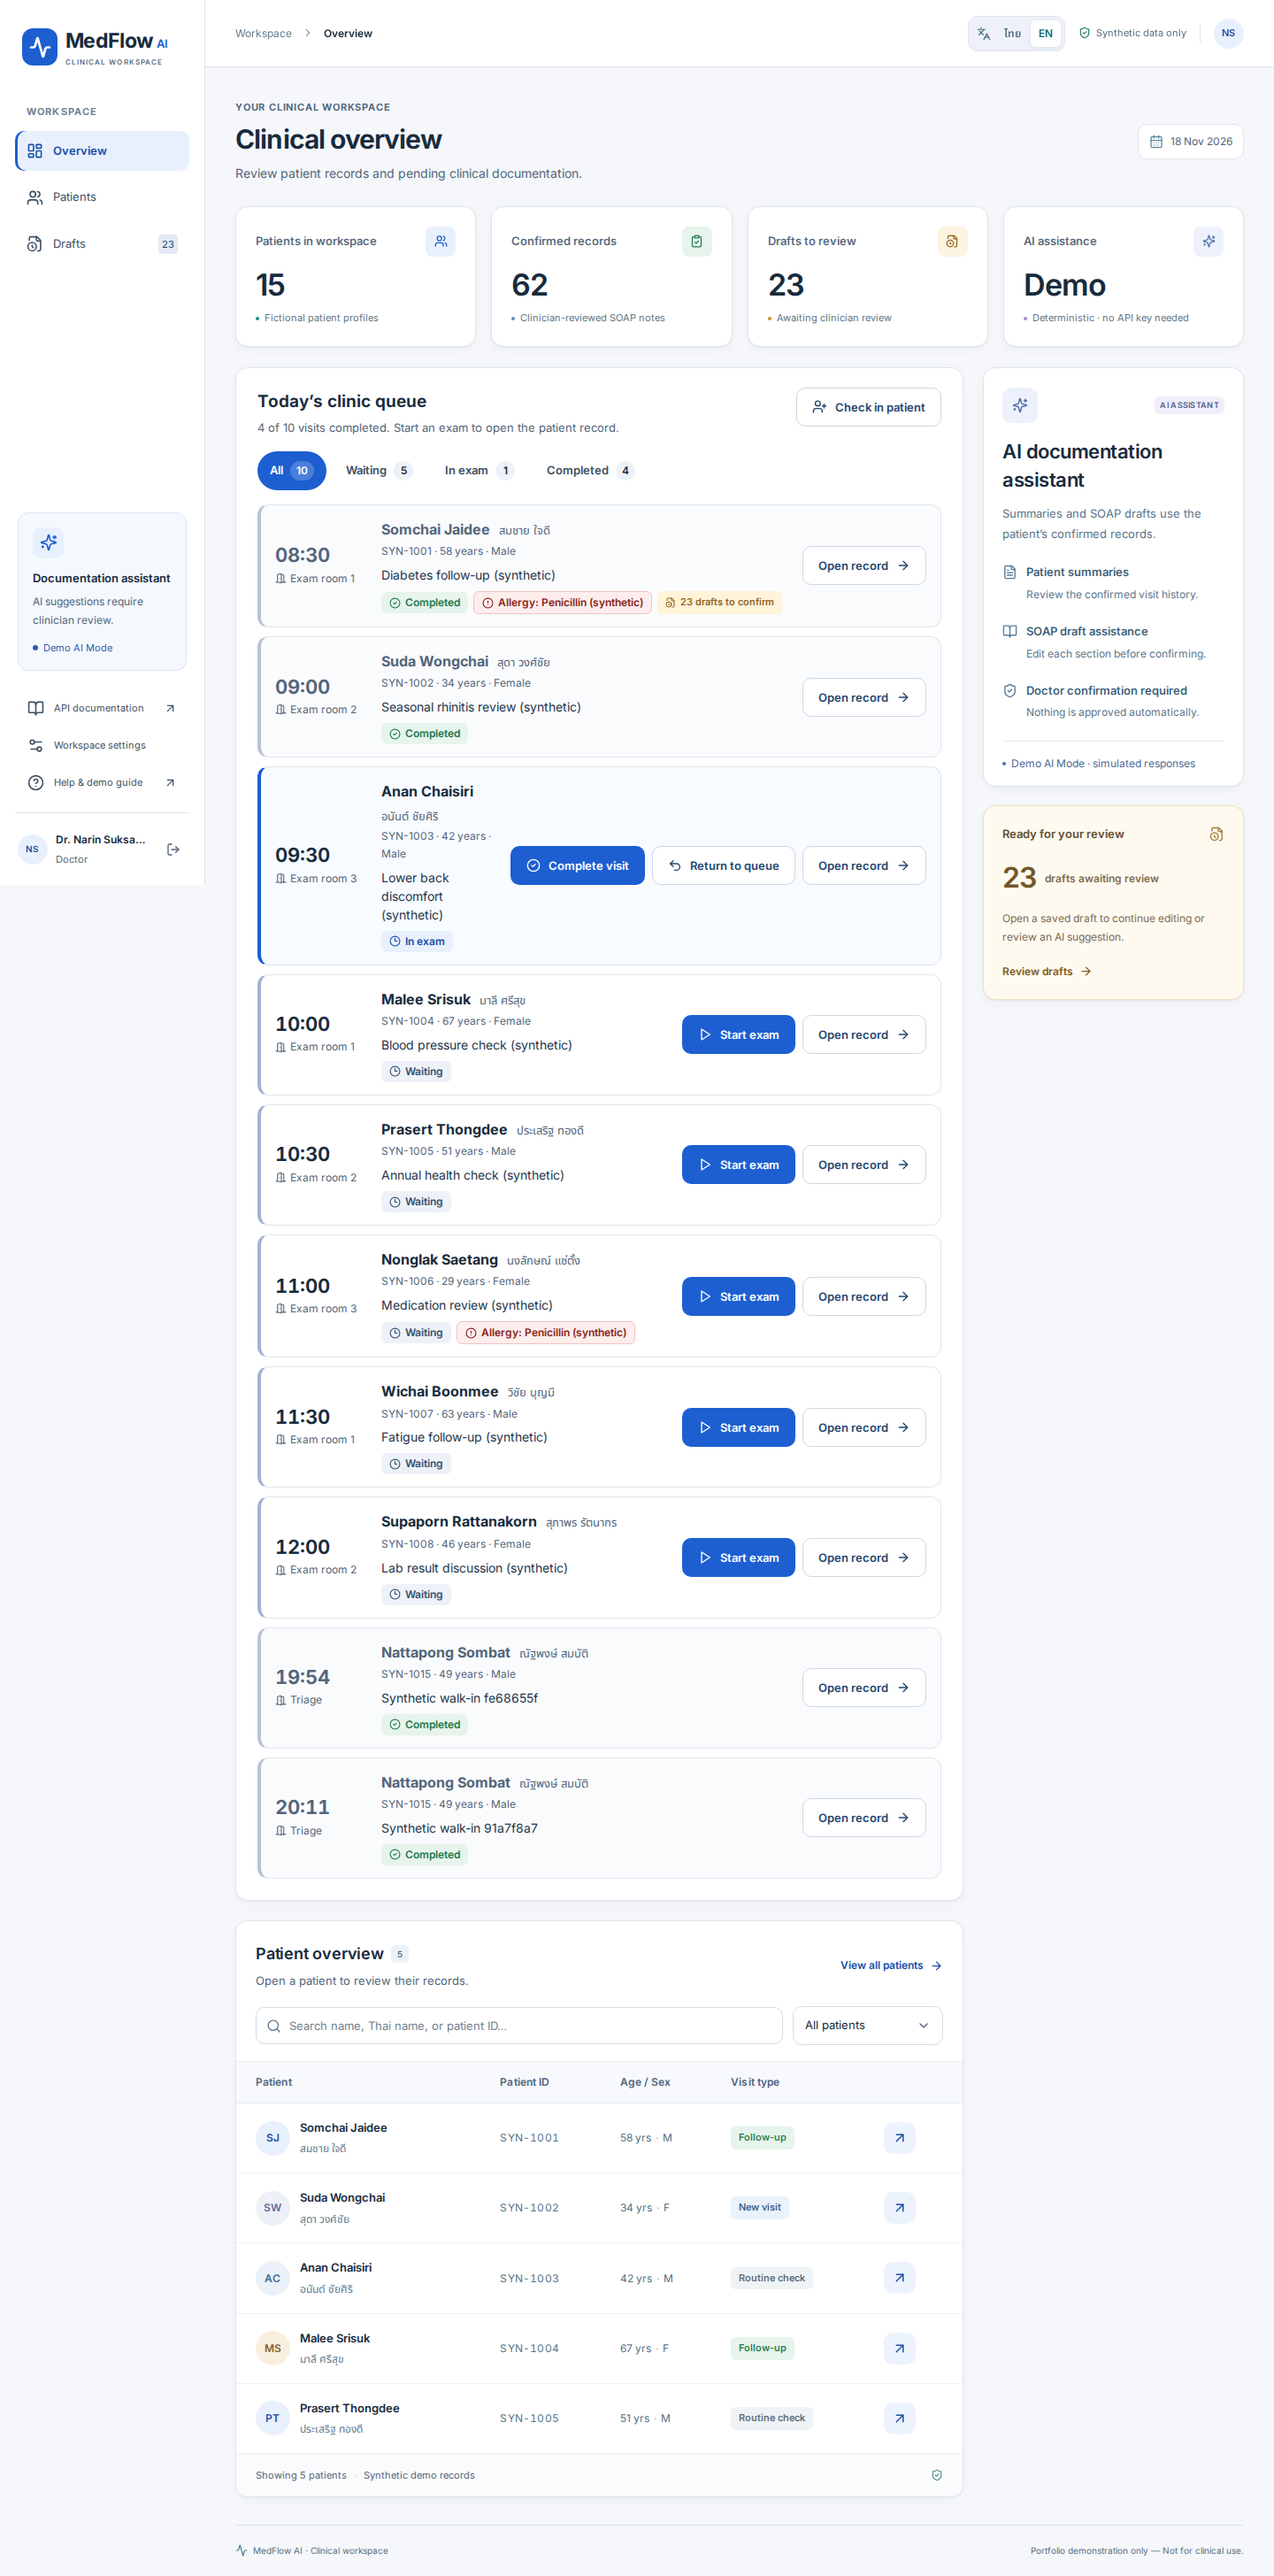 MedFlow AI
CLINICAL WORKSPACE
WORKSPACE
Overview
Patients
Drafts 23
Documentation assistant
AI suggestions require
clinician review.
Demo AI Mode
API documentation
Workspace settings
Help & demo guide
NS
Dr. Narin Suksa...
Doctor
Workspace
Overview
ไทย
EN
Synthetic data only
NS
YOUR CLINICAL WORKSPACE
Clinical overview
Review patient records and pending clinical documentation.
18 Nov 2026
Patients in workspace
15
Fictional patient profiles
Confirmed records
62
Clinician-reviewed SOAP notes
Drafts to review
23
Awaiting clinician review
AI assistance
Demo
Deterministic · no API key needed
Today’s clinic queue
4 of 10 visits completed. Start an exam to open the patient record.
Check in patient
All 10
Waiting 5
In exam 1
Completed 4
08:30
Exam room 1
Somchai Jaidee สมชาย ใจดี
SYN-1001 · 58 years · Male
Diabetes follow-up (synthetic)
Completed
Allergy: Penicillin (synthetic)
23 drafts to confirm
Open record
09:00
Exam room 2
Suda Wongchai สุดา วงศ์ชัย
SYN-1002 · 34 years · Female
Seasonal rhinitis review (synthetic)
Completed
Open record
09:30
Exam room 3
Anan Chaisiri
อนันต์ ชัยศิริ
SYN-1003 · 42 years ·
Male
Lower back
discomfort
(synthetic)
In exam
Complete visit
Return to queue
Open record
10:00
Exam room 1
Malee Srisuk มาลี ศรีสุข
SYN-1004 · 67 years · Female
Blood pressure check (synthetic)
Waiting
Start exam
Open record
10:30
Exam room 2
Prasert Thongdee ประเสริฐ ทองดี
SYN-1005 · 51 years · Male
Annual health check (synthetic)
Waiting
Start exam
Open record
11:00
Exam room 3
Nonglak Saetang นงลักษณ์ แซ่ตั้ง
SYN-1006 · 29 years · Female
Medication review (synthetic)
Waiting
Allergy: Penicillin (synthetic)
Start exam
Open record
11:30
Exam room 1
Wichai Boonmee วิชัย บุญมี
SYN-1007 · 63 years · Male
Fatigue follow-up (synthetic)
Waiting
Start exam
Open record
12:00
Exam room 2
Supaporn Rattanakorn สุภาพร รัตนากร
SYN-1008 · 46 years · Female
Lab result discussion (synthetic)
Waiting
Start exam
Open record
19:54
Triage
Nattapong Sombat ณัฐพงษ์ สมบัติ
SYN-1015 · 49 years · Male
Synthetic walk-in fe68655f
Completed
Open record
20:11
Triage
Nattapong Sombat ณัฐพงษ์ สมบัติ
SYN-1015 · 49 years · Male
Synthetic walk-in 91a7f8a7
Completed
Open record
AI ASSISTANT
AI documentation
assistant
Summaries and SOAP drafts use the
patient’s confirmed records.
Patient summaries
Review the confirmed visit history.
SOAP draft assistance
Edit each section before confirming.
Doctor confirmation required
Nothing is approved automatically.
Demo AI Mode · simulated responses
Ready for your review
23 drafts awaiting review
Open a saved draft to continue editing or
review an AI suggestion.
Review drafts
Patient overview 5
Open a patient to review their records.
View all patients
Search name, Thai name, or patient ID...
All patients
Patient Patient ID Age / Sex Visit type
SJ Somchai Jaidee SYN-1001 58 yrs · M Follow-up
สมชาย ใจดี
SW Suda Wongchai SYN-1002 34 yrs · F New visit
สุดา วงศ์ชัย
AC Anan Chaisiri SYN-1003 42 yrs · M Routine check
อนันต์ ชัยศิริ
MS Malee Srisuk SYN-1004 67 yrs · F Follow-up
มาลี ศรีสุข
PT Prasert Thongdee SYN-1005 51 yrs · M Routine check
ประเสริฐ ทองดี
Showing 5 patients · Synthetic demo records
MedFlow AI · Clinical workspace
Portfolio demonstration only — Not for clinical use.